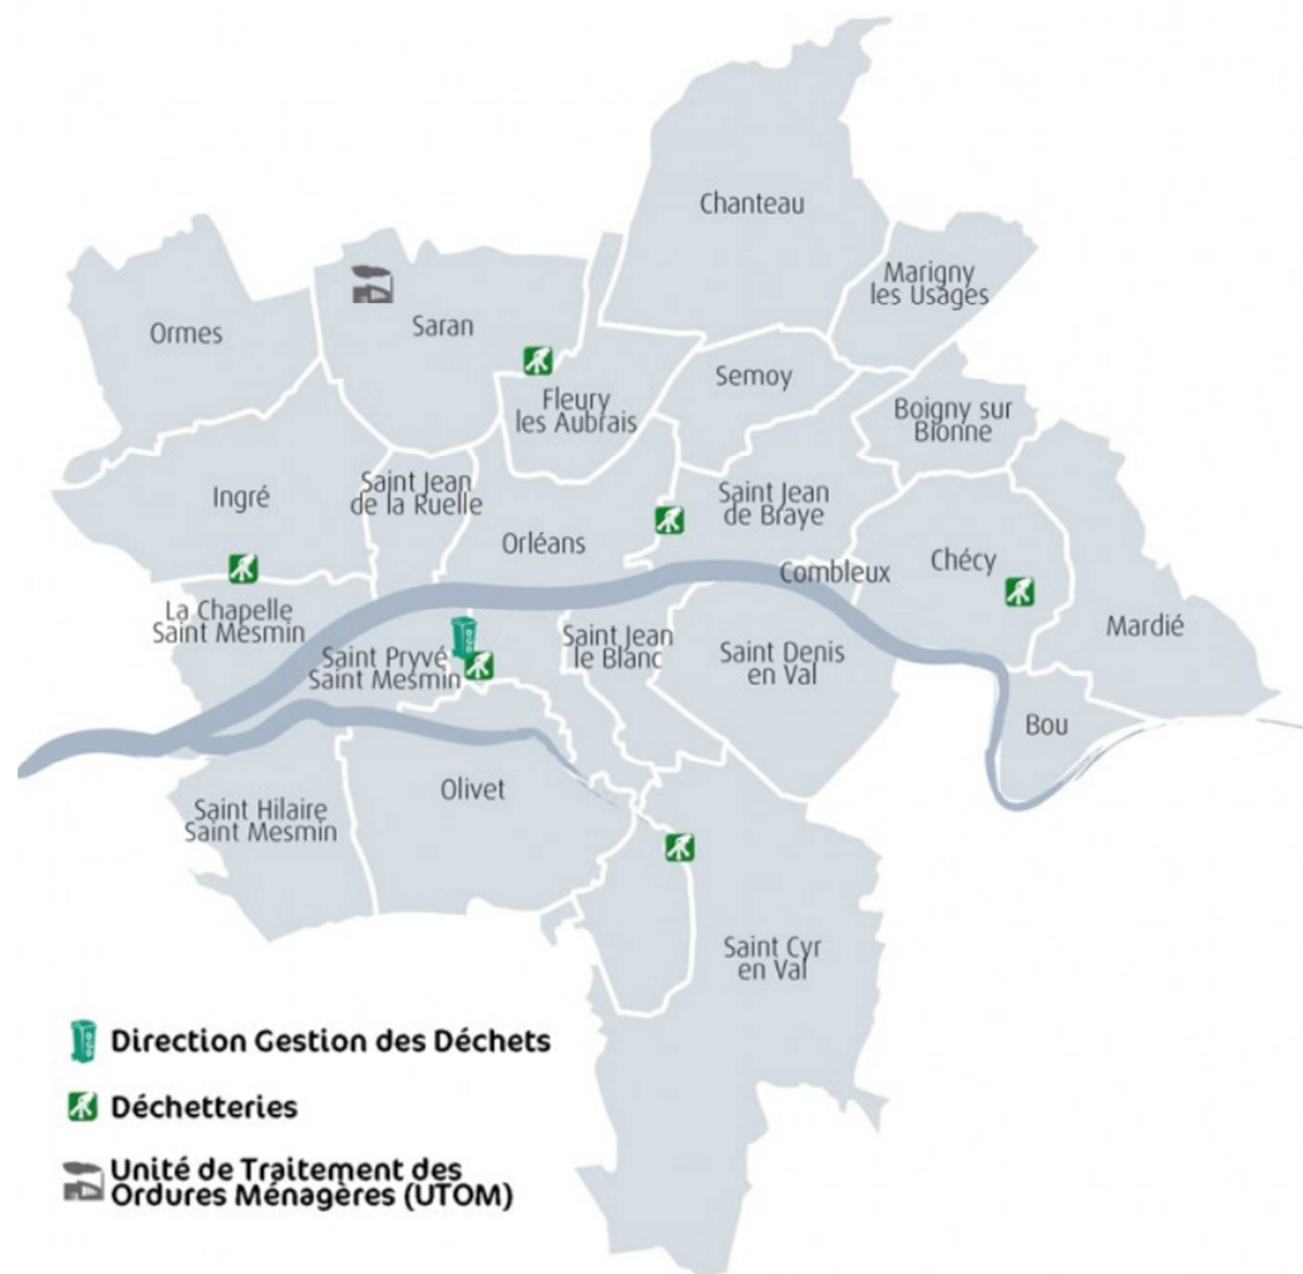 Chanteau
Marigny
les Usages
Ormes
Saran
Semoy
Fleury
les Aubrais
Boigny sur
Bionne
Ingré
Saint Jean
de la Ruelle
Saint Jean
de Braye
Orléans
Combleux
Chécy
La Chapelle
Saint Mesmin
Saint Pryvé
Saint Mesmin
Saint Jean
le Blanc
Saint Denis
en Val
Mardié
Bou
Olivet
Saint Hilaire
Saint Mesmin
Saint Cyr
en Val
Direction Gestion des Déchets
Déchetteries
Unité de Traitement des
Ordures Ménagères (UTOM)